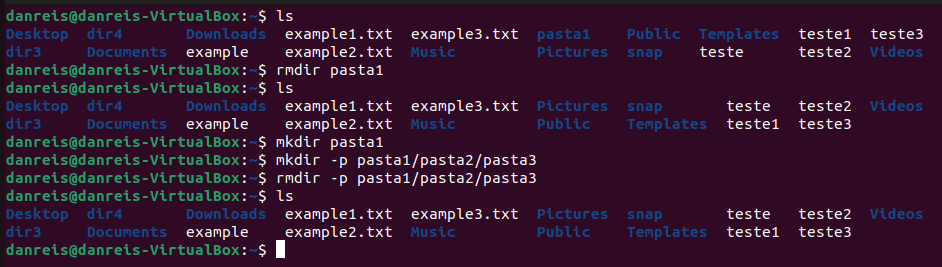 danreis@danreis-VirtualBox:~$ ls
Desktop  dir4       Downloads  example1.txt  example3.txt  pasta1    Public  Templates  teste1  teste3
dir3     Documents  example    example2.txt  Music         Pictures  snap    teste      teste2  Videos
danreis@danreis-VirtualBox:~$ rmdir pasta1
danreis@danreis-VirtualBox:~$ ls
Desktop  dir4       Downloads  example1.txt  example3.txt  Pictures  snap       teste   teste2  Videos
dir3     Documents  example    example2.txt  Music         Public    Templates  teste1  teste3
danreis@danreis-VirtualBox:~$ mkdir pasta1
danreis@danreis-VirtualBox:~$ mkdir -p pasta1/pasta2/pasta3
danreis@danreis-VirtualBox:~$ rmdir -p pasta1/pasta2/pasta3
danreis@danreis-VirtualBox:~$ ls
Desktop  dir4       Downloads  example1.txt  example3.txt  Pictures  snap       teste   teste2  Videos
dir3     Documents  example    example2.txt  Music         Public    Templates  teste1  teste3
danreis@danreis-VirtualBox:~$